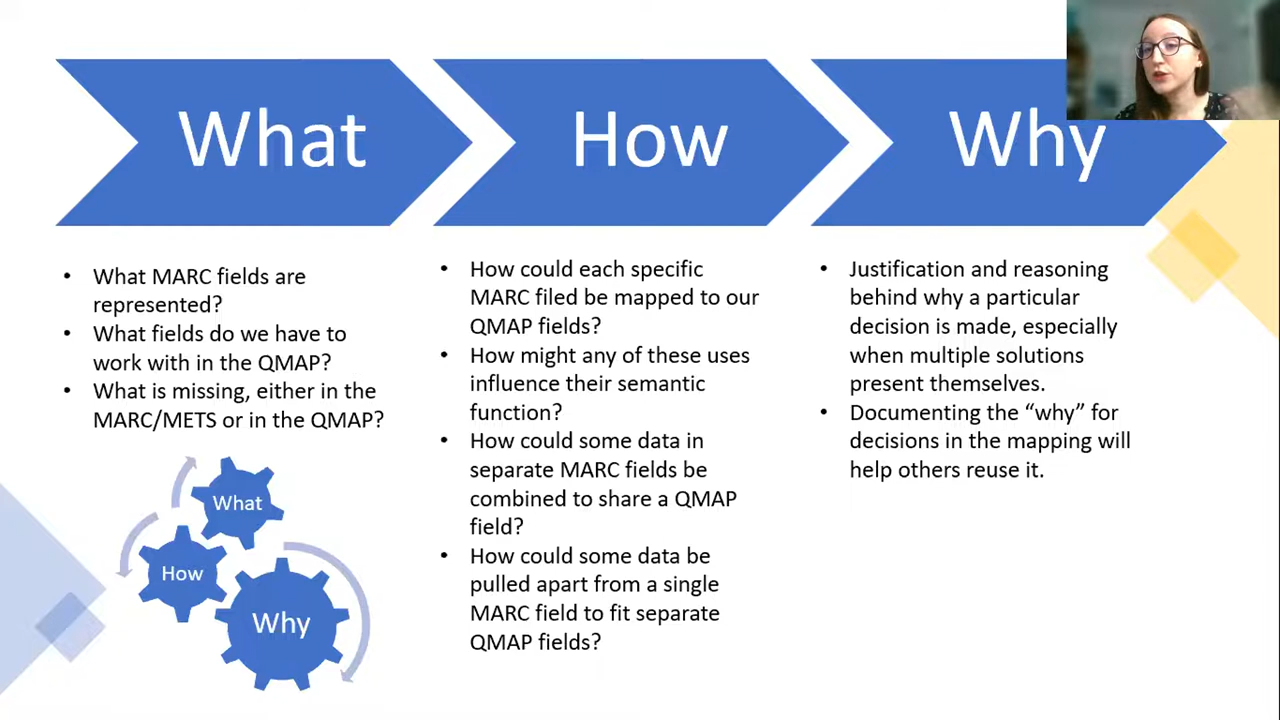 What
How
Why
• What MARC fields are
represented?
• What fields do we have to
work with in the QMAP?
• What is missing, either in the
MARC/METS or in the QMAP?
What
How
Why
• How could each specific
MARC filed be mapped to our
QMAP fields?
• How might any of these uses
influence their semantic
function?
• How could some data in
separate MARC fields be
combined to share a QMAP
field?
• How could some data be
pulled apart from a single
MARC field to fit separate
QMAP fields?
• Justification and reasoning
behind why a particular
decision is made, especially
when multiple solutions
present themselves.
• Documenting the “why” for
decisions in the mapping will
help others reuse it.